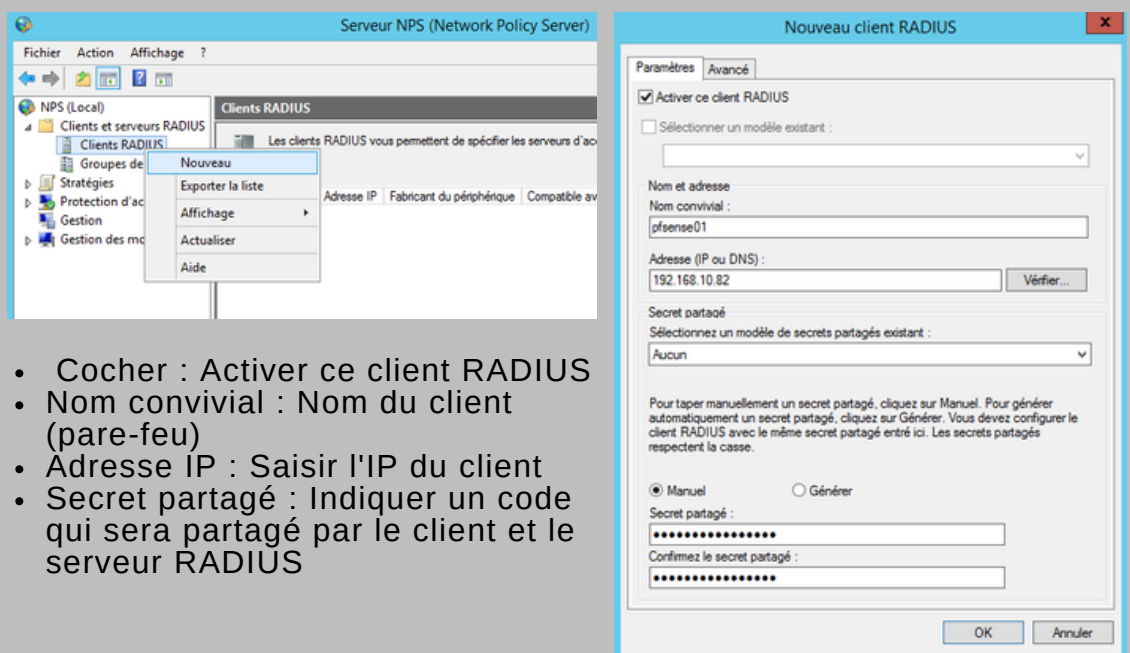 Serveur NPS (Network Policy Server)
Fichier Action Affichage ?
NPS (Local)
Clients et serveurs RADIUS
Clients RADIUS
Groupes de
Stratégies
Protection d'ac
Gestion
Gestion des mo
Nouveau
Exporter la liste
Affichage
Actualiser
Aide
Clients RADIUS
Les clients RADIUS vous permettent de spécifier les serveurs d'acc
Adresse IP Fabricant du périphérique Compatible av
• Cocher : Activer ce client RADIUS
• Nom convivial : Nom du client
(pare-feu)
• Adresse IP : Saisir l'IP du client
• Secret partagé : Indiquer un code
qui sera partagé par le client et le
serveur RADIUS
Nouveau client RADIUS
Paramètres Avancé
Activer ce client RADIUS
Sélectionner un modèle existant :
Nom et adresse
Nom convivial :
pfsense01
Adresse (IP ou DNS) :
192.168.10.82
Vérifier...
Secret partagé
Sélectionnez un modèle de secrets partagés existant :
Aucun
Pour taper manuellement un secret partagé, cliquez sur Manuel. Pour générer
automatiquement un secret partagé, cliquez sur Générer. Vous devez configurer le
client RADIUS avec le même secret partagé entré ici. Les secrets partagés
respectent la casse.
Manuel Générer
Secret partagé :
••••••••••••••••
Confirmez le secret partagé :
••••••••••••••••
OK Annuler